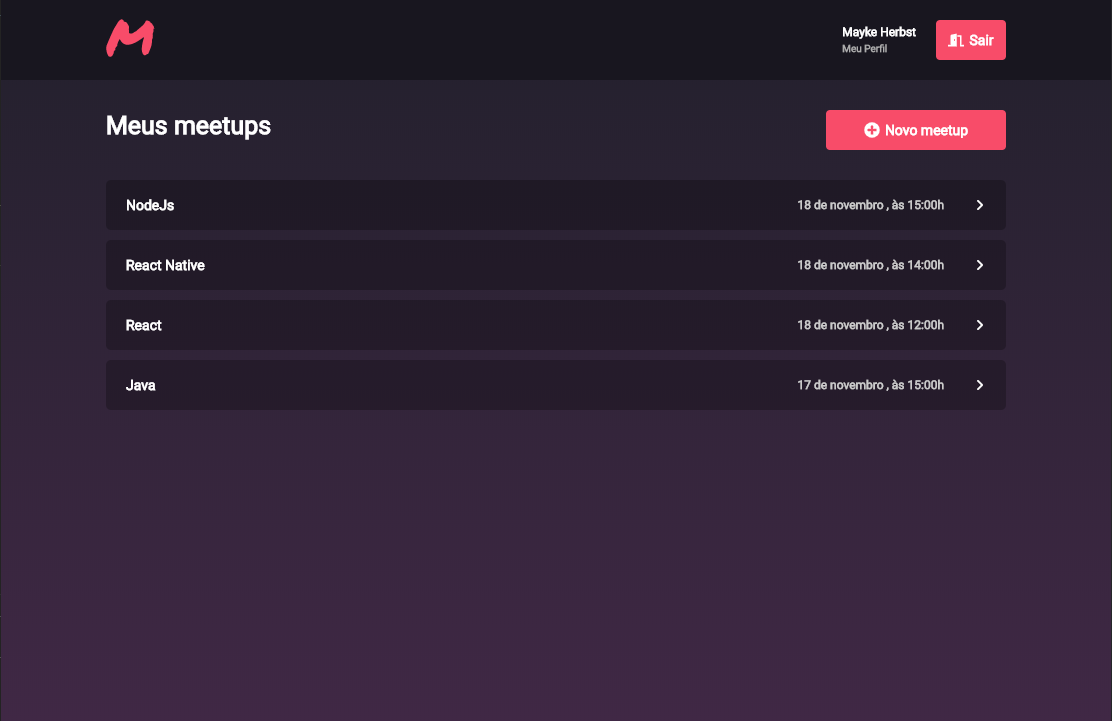 M
Mayke Herbst
Meu Perfil
Sair
Meus meetups
Novo meetup
NodeJs
18 de novembro , às 15:00h
React Native
18 de novembro , às 14:00h
React
18 de novembro , às 12:00h
Java
17 de novembro , às 15:00h